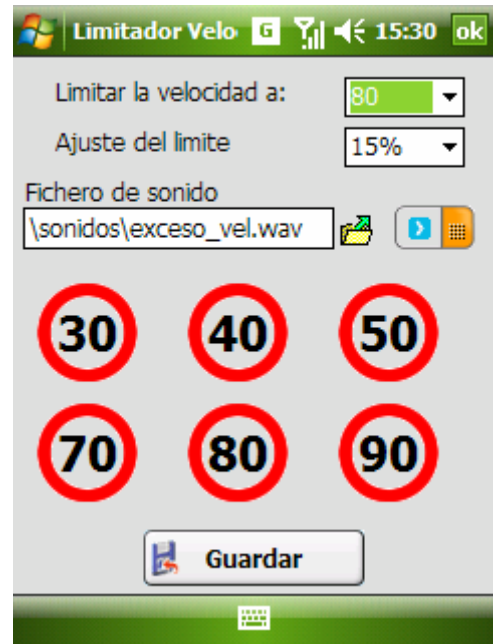 Limitador Velo G 15:30 ok
Limitar la velocidad a: 80
Ajuste del limite 15%
Fichero de sonido
\sonidos\exceso_vel.wav
30 40 50
70 80 90
Guardar